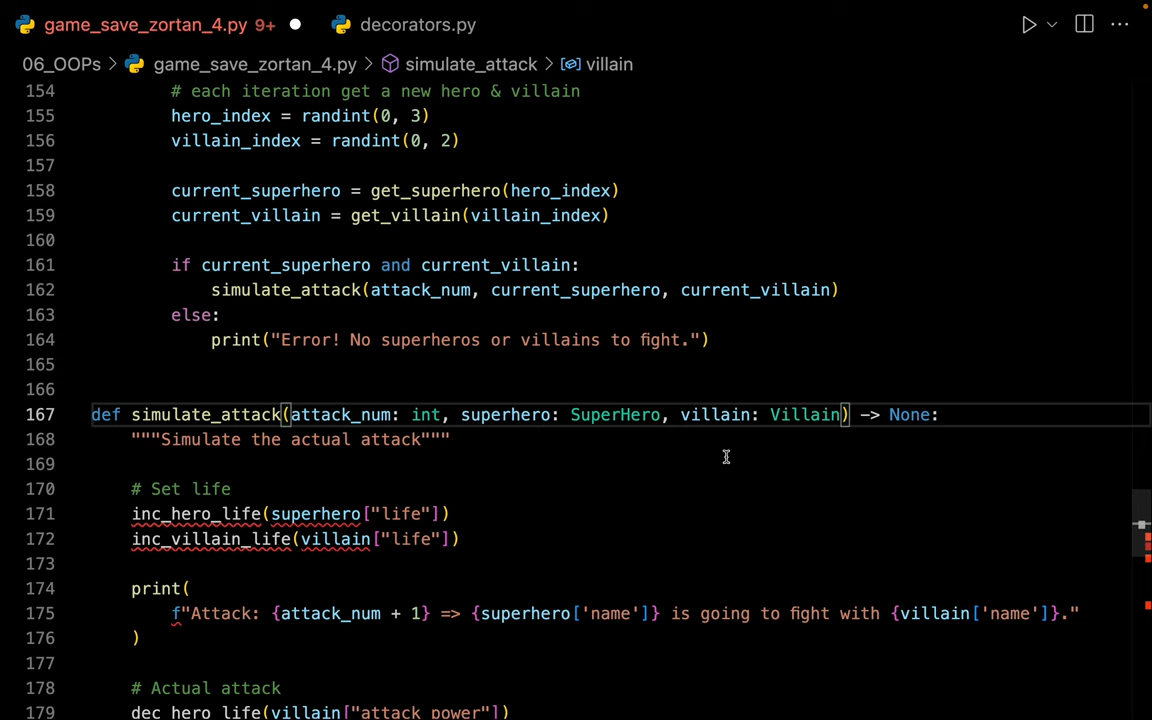 game_save_zortan_4.py 9+ decorators.py
06_OOPs > game_save_zortan_4.py > simulate_attack > villain
154 # each iteration get a new hero & villain
155 hero_index = randint(0, 3)
156 villain_index = randint(0, 2)
157
158 current_superhero = get_superhero(hero_index)
159 current_villain = get_villain(villain_index)
160
161 if current_superhero and current_villain:
162 simulate_attack(attack_num, current_superhero, current_villain)
163 else:
164 print("Error! No superheros or villains to fight.")
165
166
167 def simulate_attack(attack_num: int, superhero: SuperHero, villain: Villain) -> None:
168 """Simulate the actual attack"""
169
170 # Set life
171 inc_hero_life(superhero["life"])
172 inc_villain_life(villain["life"])
173
174 print(
175 f"Attack: {attack_num + 1} => {superhero['name']} is going to fight with {villain['name']}."
176 )
177
178 # Actual attack
179 dec_hero_life(villain["attack_power"])